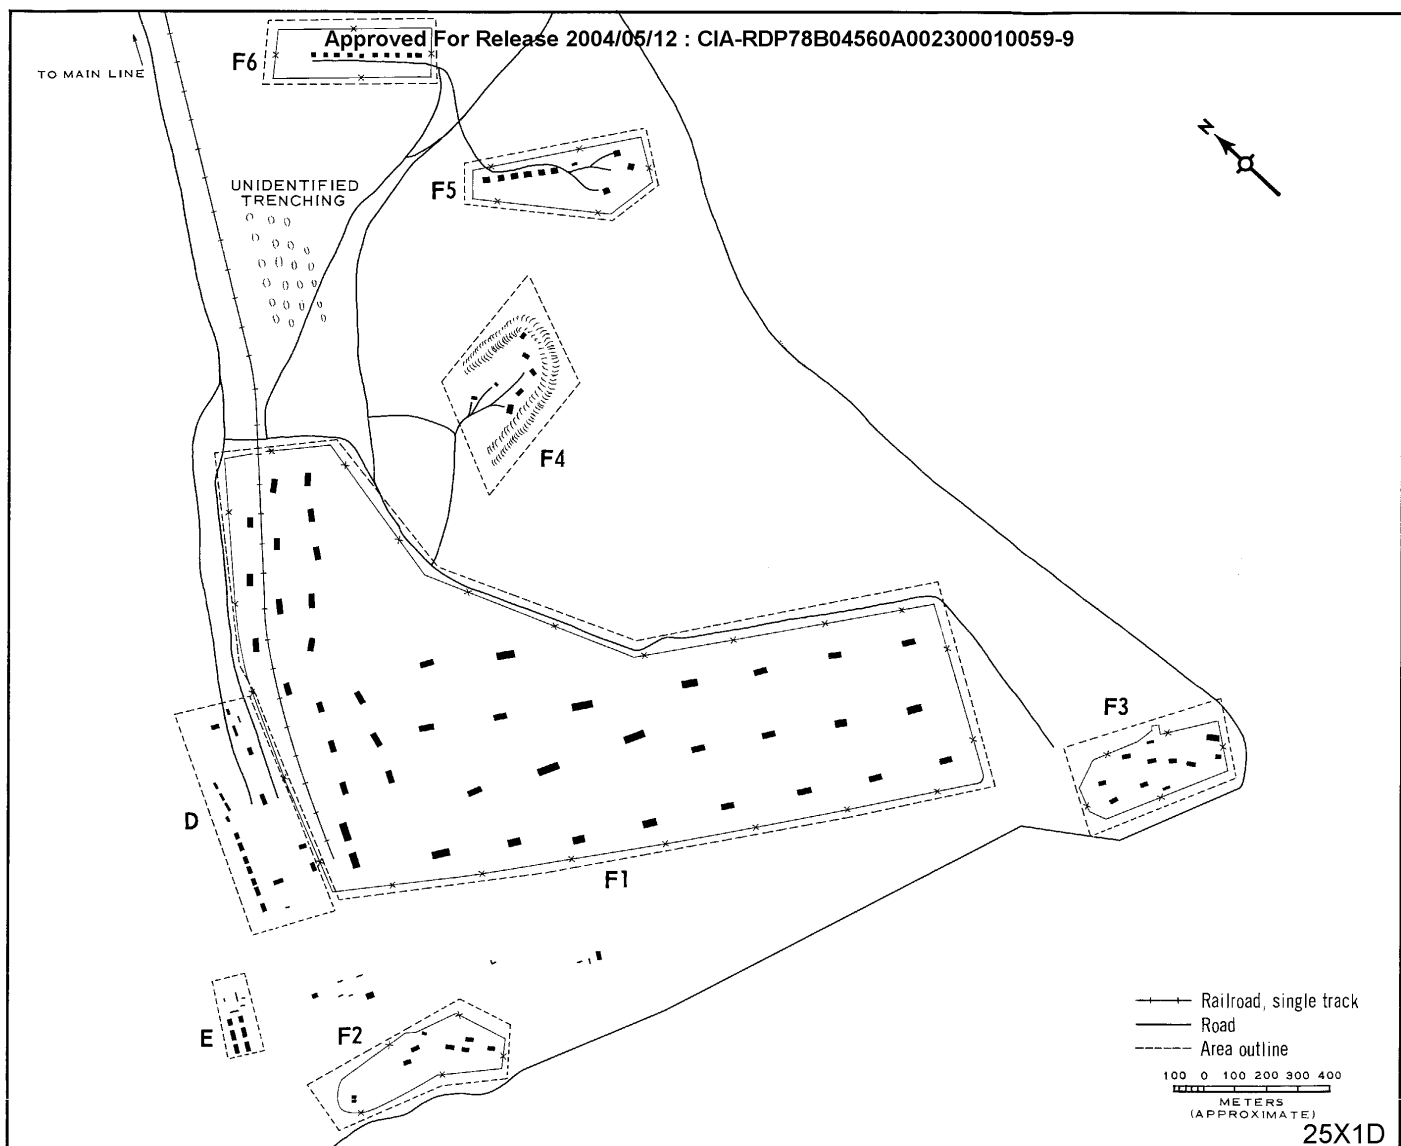 Approved For Release 2004/05/12 : CIA-RDP78B04560A002300010059-9
F6
TO MAIN LINE
N
UNIDENTIFIED
TRENCHING
F5
F4
F3
D
F1
E
F2
Railroad, single track
Road
Area outline
100 0 100 200 300 400
METERS
(APPROXIMATE)
25X1D